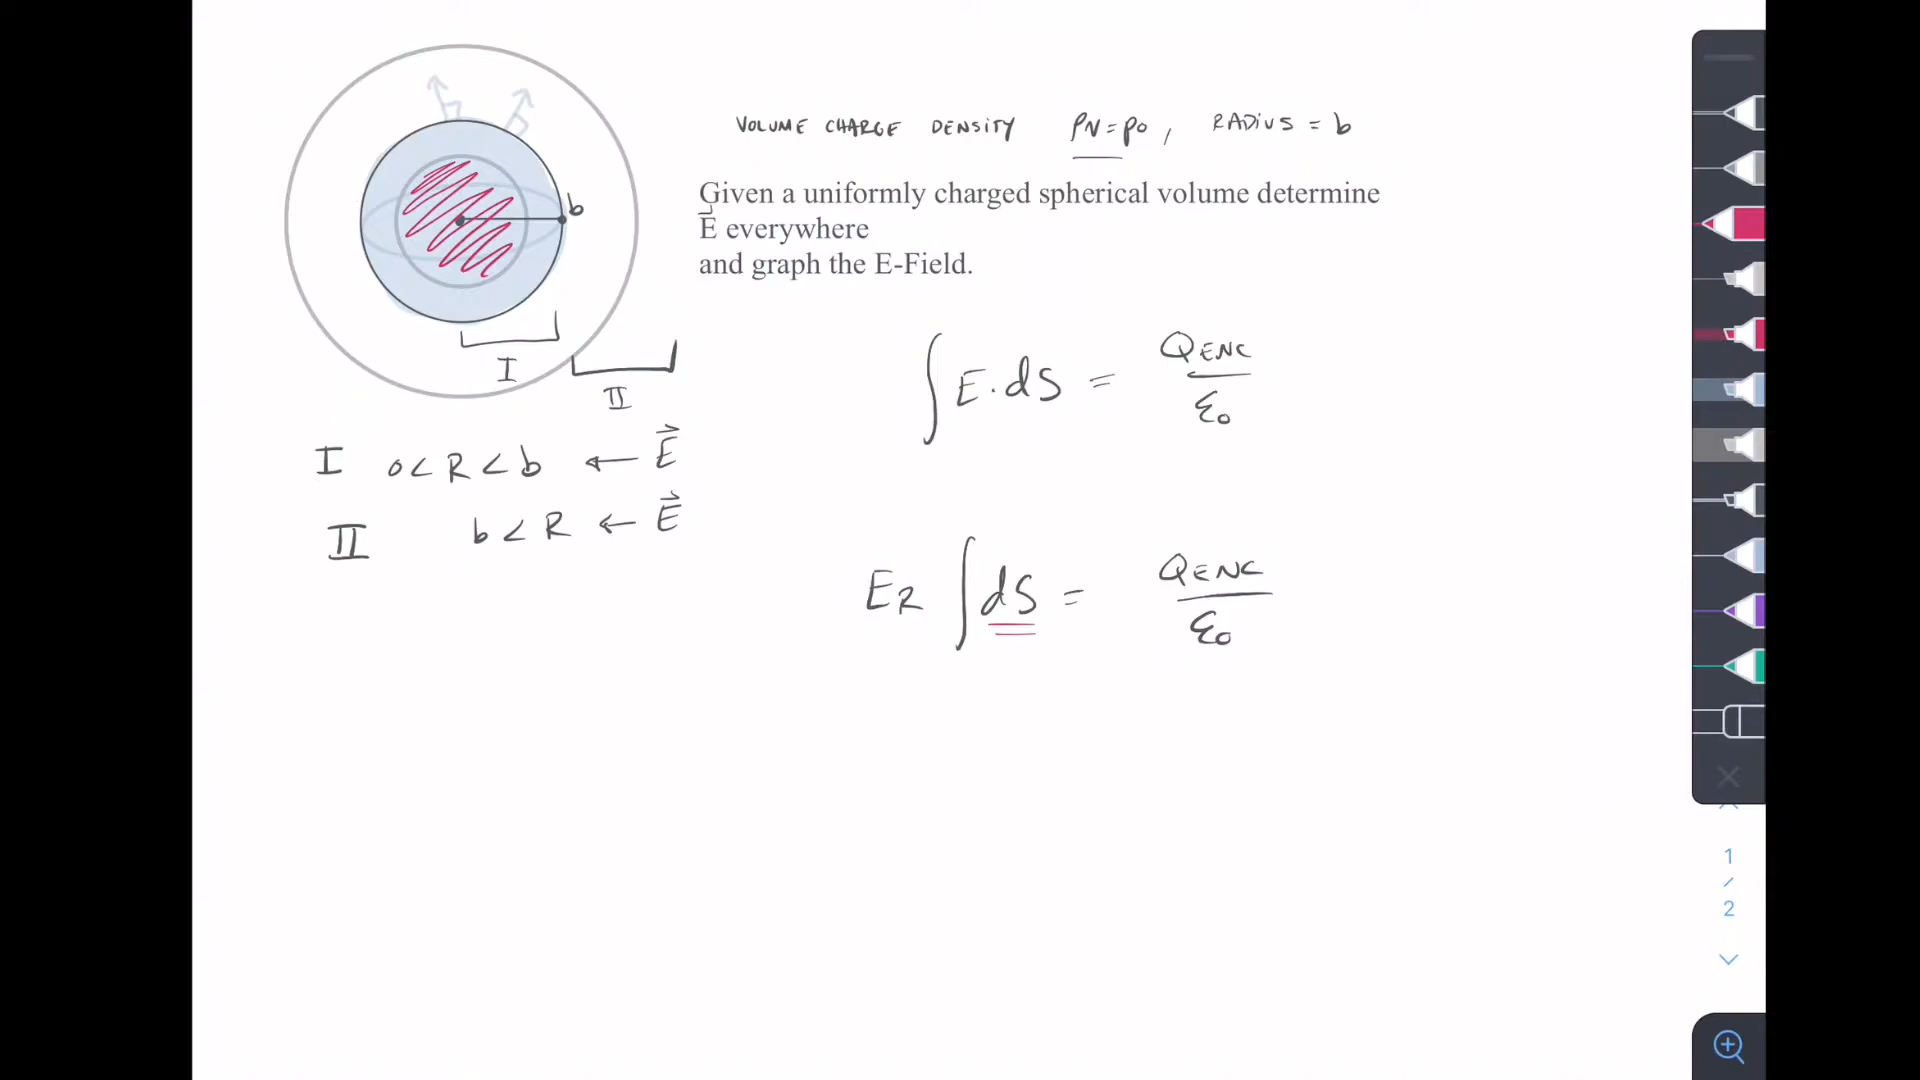 VOLUME CHARGE DENSITY ρv=ρ0, RADIUS = b
Given a uniformly charged spherical volume determine
E⃗ everywhere
and graph the E-Field.
b
I
II
∫ E · dS = QENC / ε0
I 0 < R < b ← E⃗
II b < R ← E⃗
ER ∫ dS = QENC / ε0
1
/
2